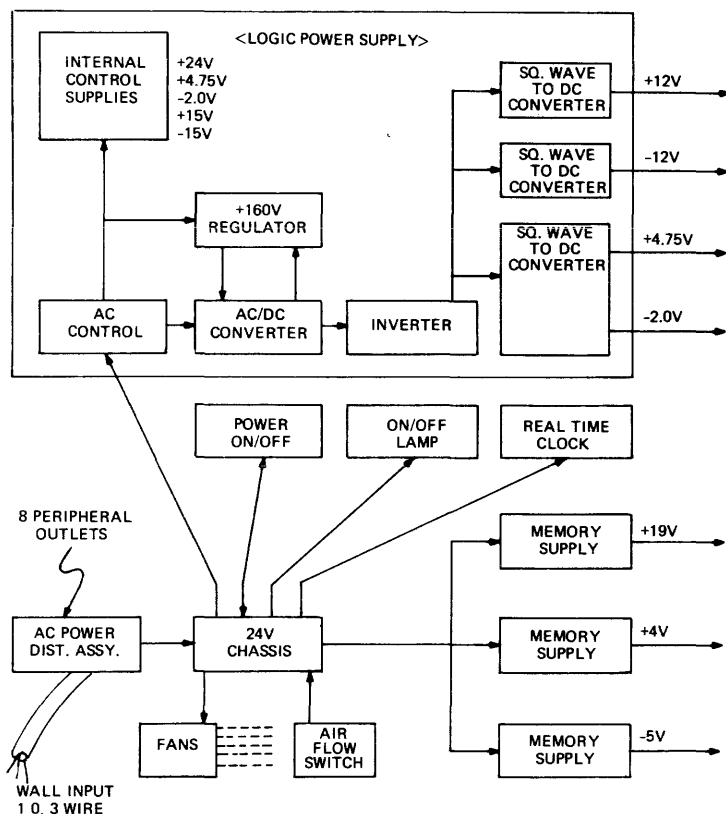 <LOGIC POWER SUPPLY>
INTERNAL
CONTROL
SUPPLIES
+24V
+4.75V
-2.0V
+15V
-15V
SQ. WAVE
TO DC
CONVERTER
+12V
SQ. WAVE
TO DC
CONVERTER
-12V
+160V
REGULATOR
SQ. WAVE
TO DC
CONVERTER
+4.75V
-2.0V
AC
CONTROL
AC/DC
CONVERTER
INVERTER
POWER
ON/OFF
ON/OFF
LAMP
REAL TIME
CLOCK
8 PERIPHERAL
OUTLETS
MEMORY
SUPPLY
+19V
AC POWER
DIST. ASSY.
24V
CHASSIS
MEMORY
SUPPLY
+4V
FANS
AIR
FLOW
SWITCH
MEMORY
SUPPLY
-5V
WALL INPUT
1 0. 3 WIRE